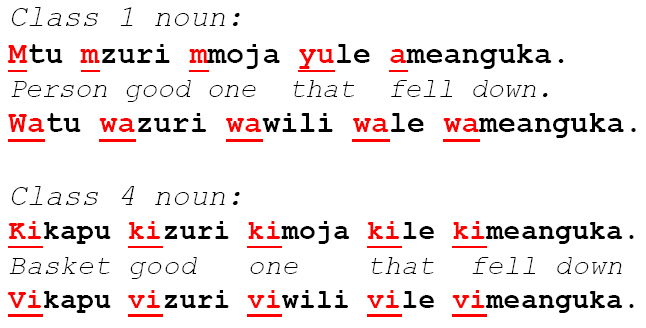 Class 1 noun:
Mtu mzuri mmoja yule ameanguka.
Person good one that fell down.
Watu wazuri wawili wale wameanguka.
Class 4 noun:
Kikapu kizuri kimoja kile kimeanguka.
Basket good one that fell down
Vikapu vizuri viwili vile vimeanguka.